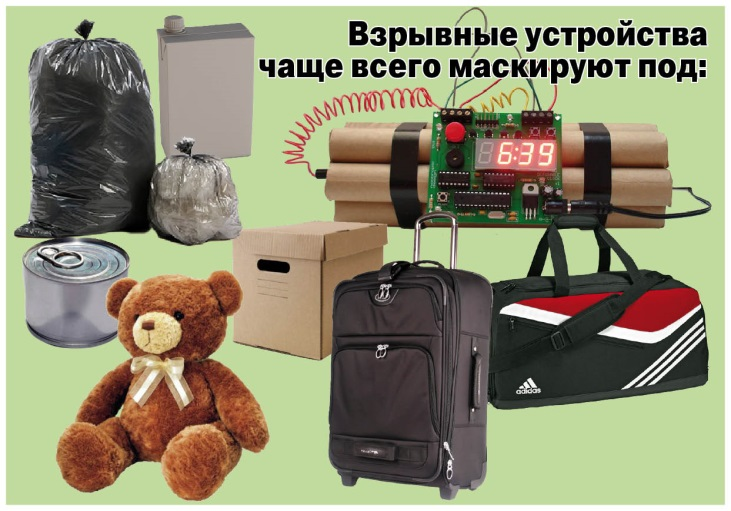 Взрывные устройства
чаще всего маскируют под:
6:39
adidas